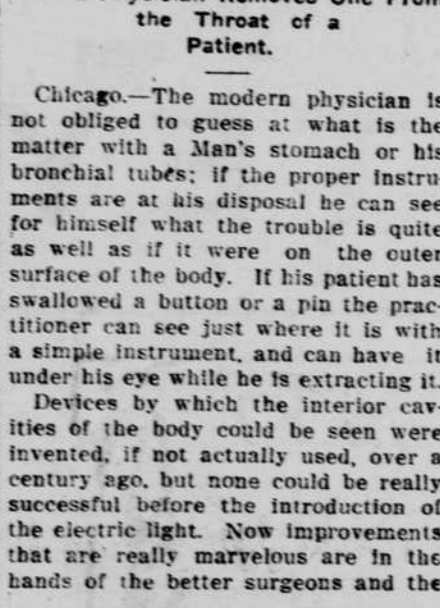 Removes One From
the Throat of a
Patient.
Chicago.—The modern physician is
not obliged to guess at what is the
matter with a Man's stomach or his
bronchial tubes; if the proper instru-
ments are at his disposal he can see
for himself what the trouble is quite
as well as if it were on the outer
surface of the body. If his patient has
swallowed a button or a pin the prac-
titioner can see just where it is with
a simple instrument, and can have it
under his eye while he is extracting it.
Devices by which the interior cav-
ities of the body could be seen were
invented, if not actually used, over a
century ago, but none could be really
successful before the introduction of
the electric light. Now improvements
that are really marvelous are in the
hands of the better surgeons and the